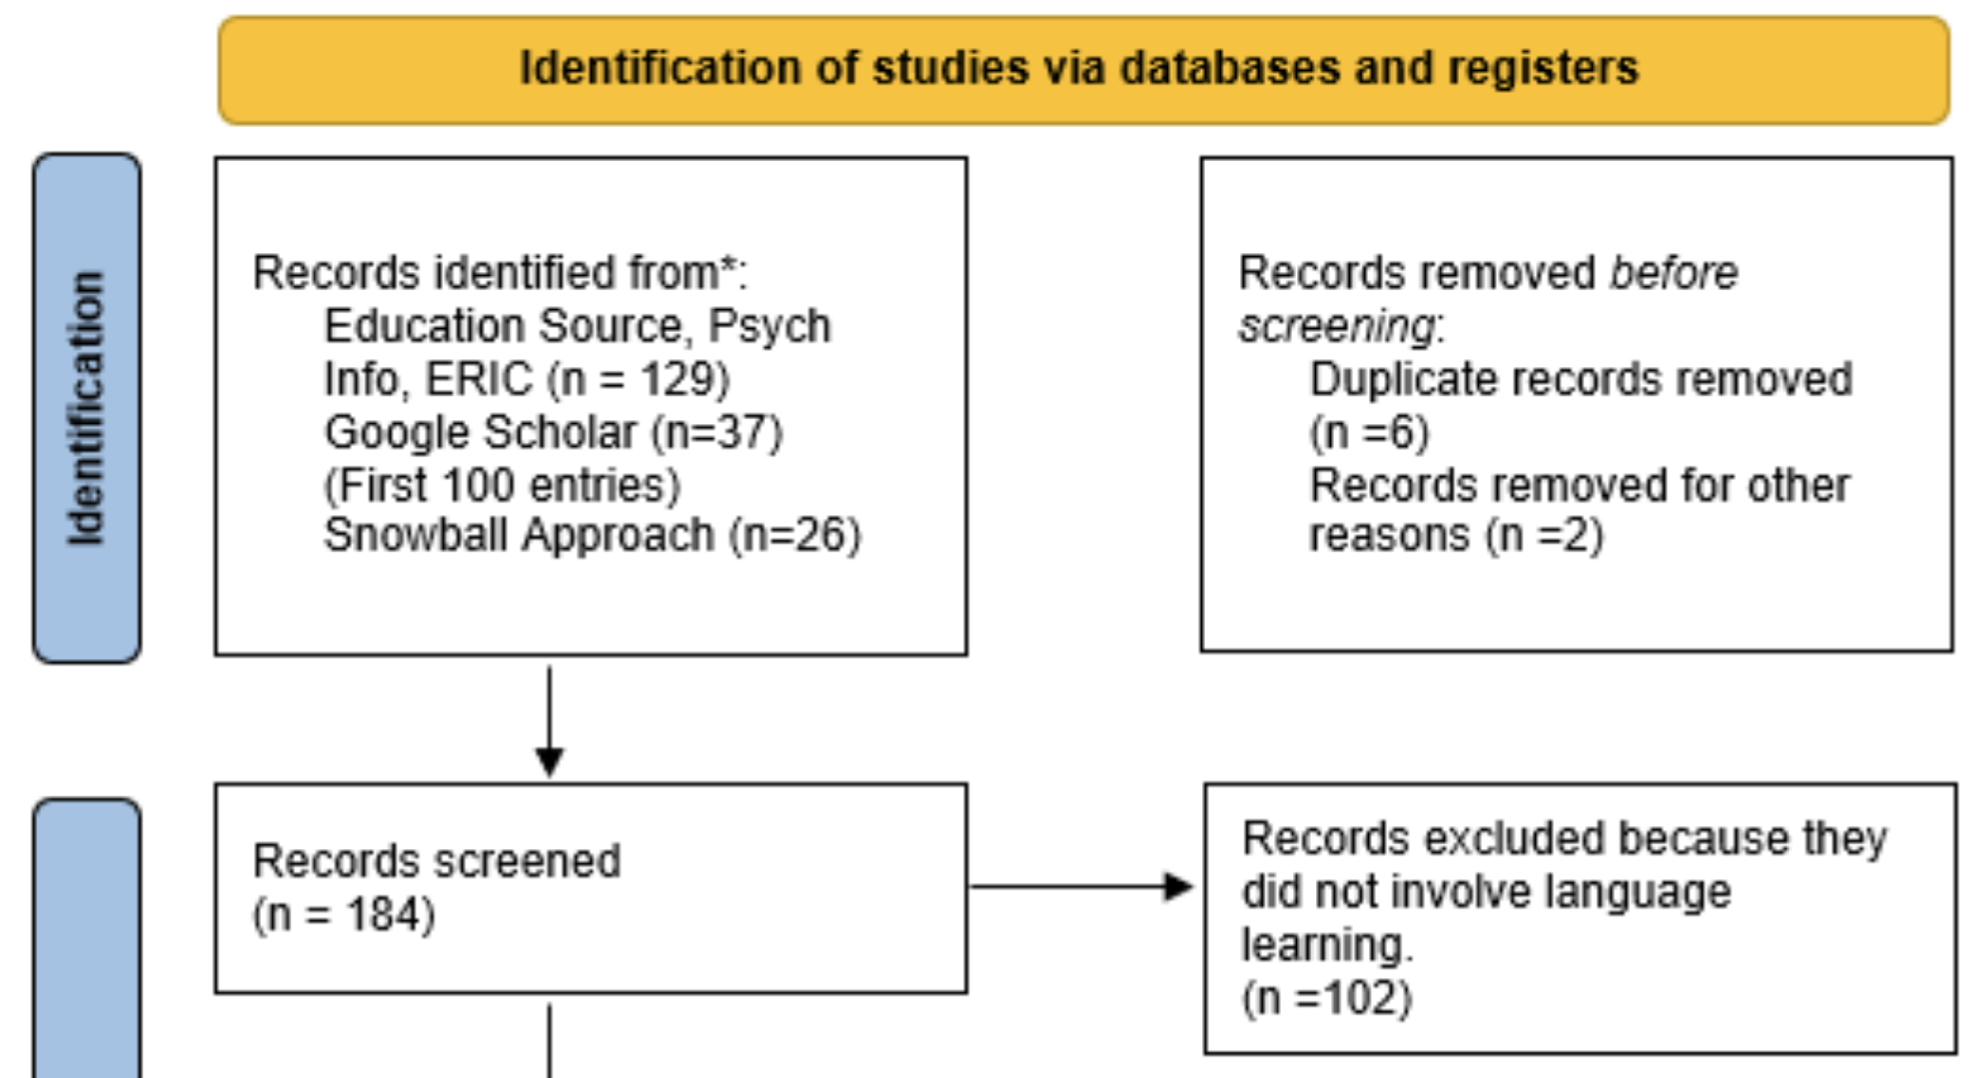 Identification of studies via databases and registers
Identification
Records identified from*:
Education Source, Psych
Info, ERIC (n = 129)
Google Scholar (n=37)
(First 100 entries)
Snowball Approach (n=26)
Records removed before
screening:
Duplicate records removed
(n =6)
Records removed for other
reasons (n =2)
Records screened
(n = 184)
Records excluded because they
did not involve language
learning.
(n =102)